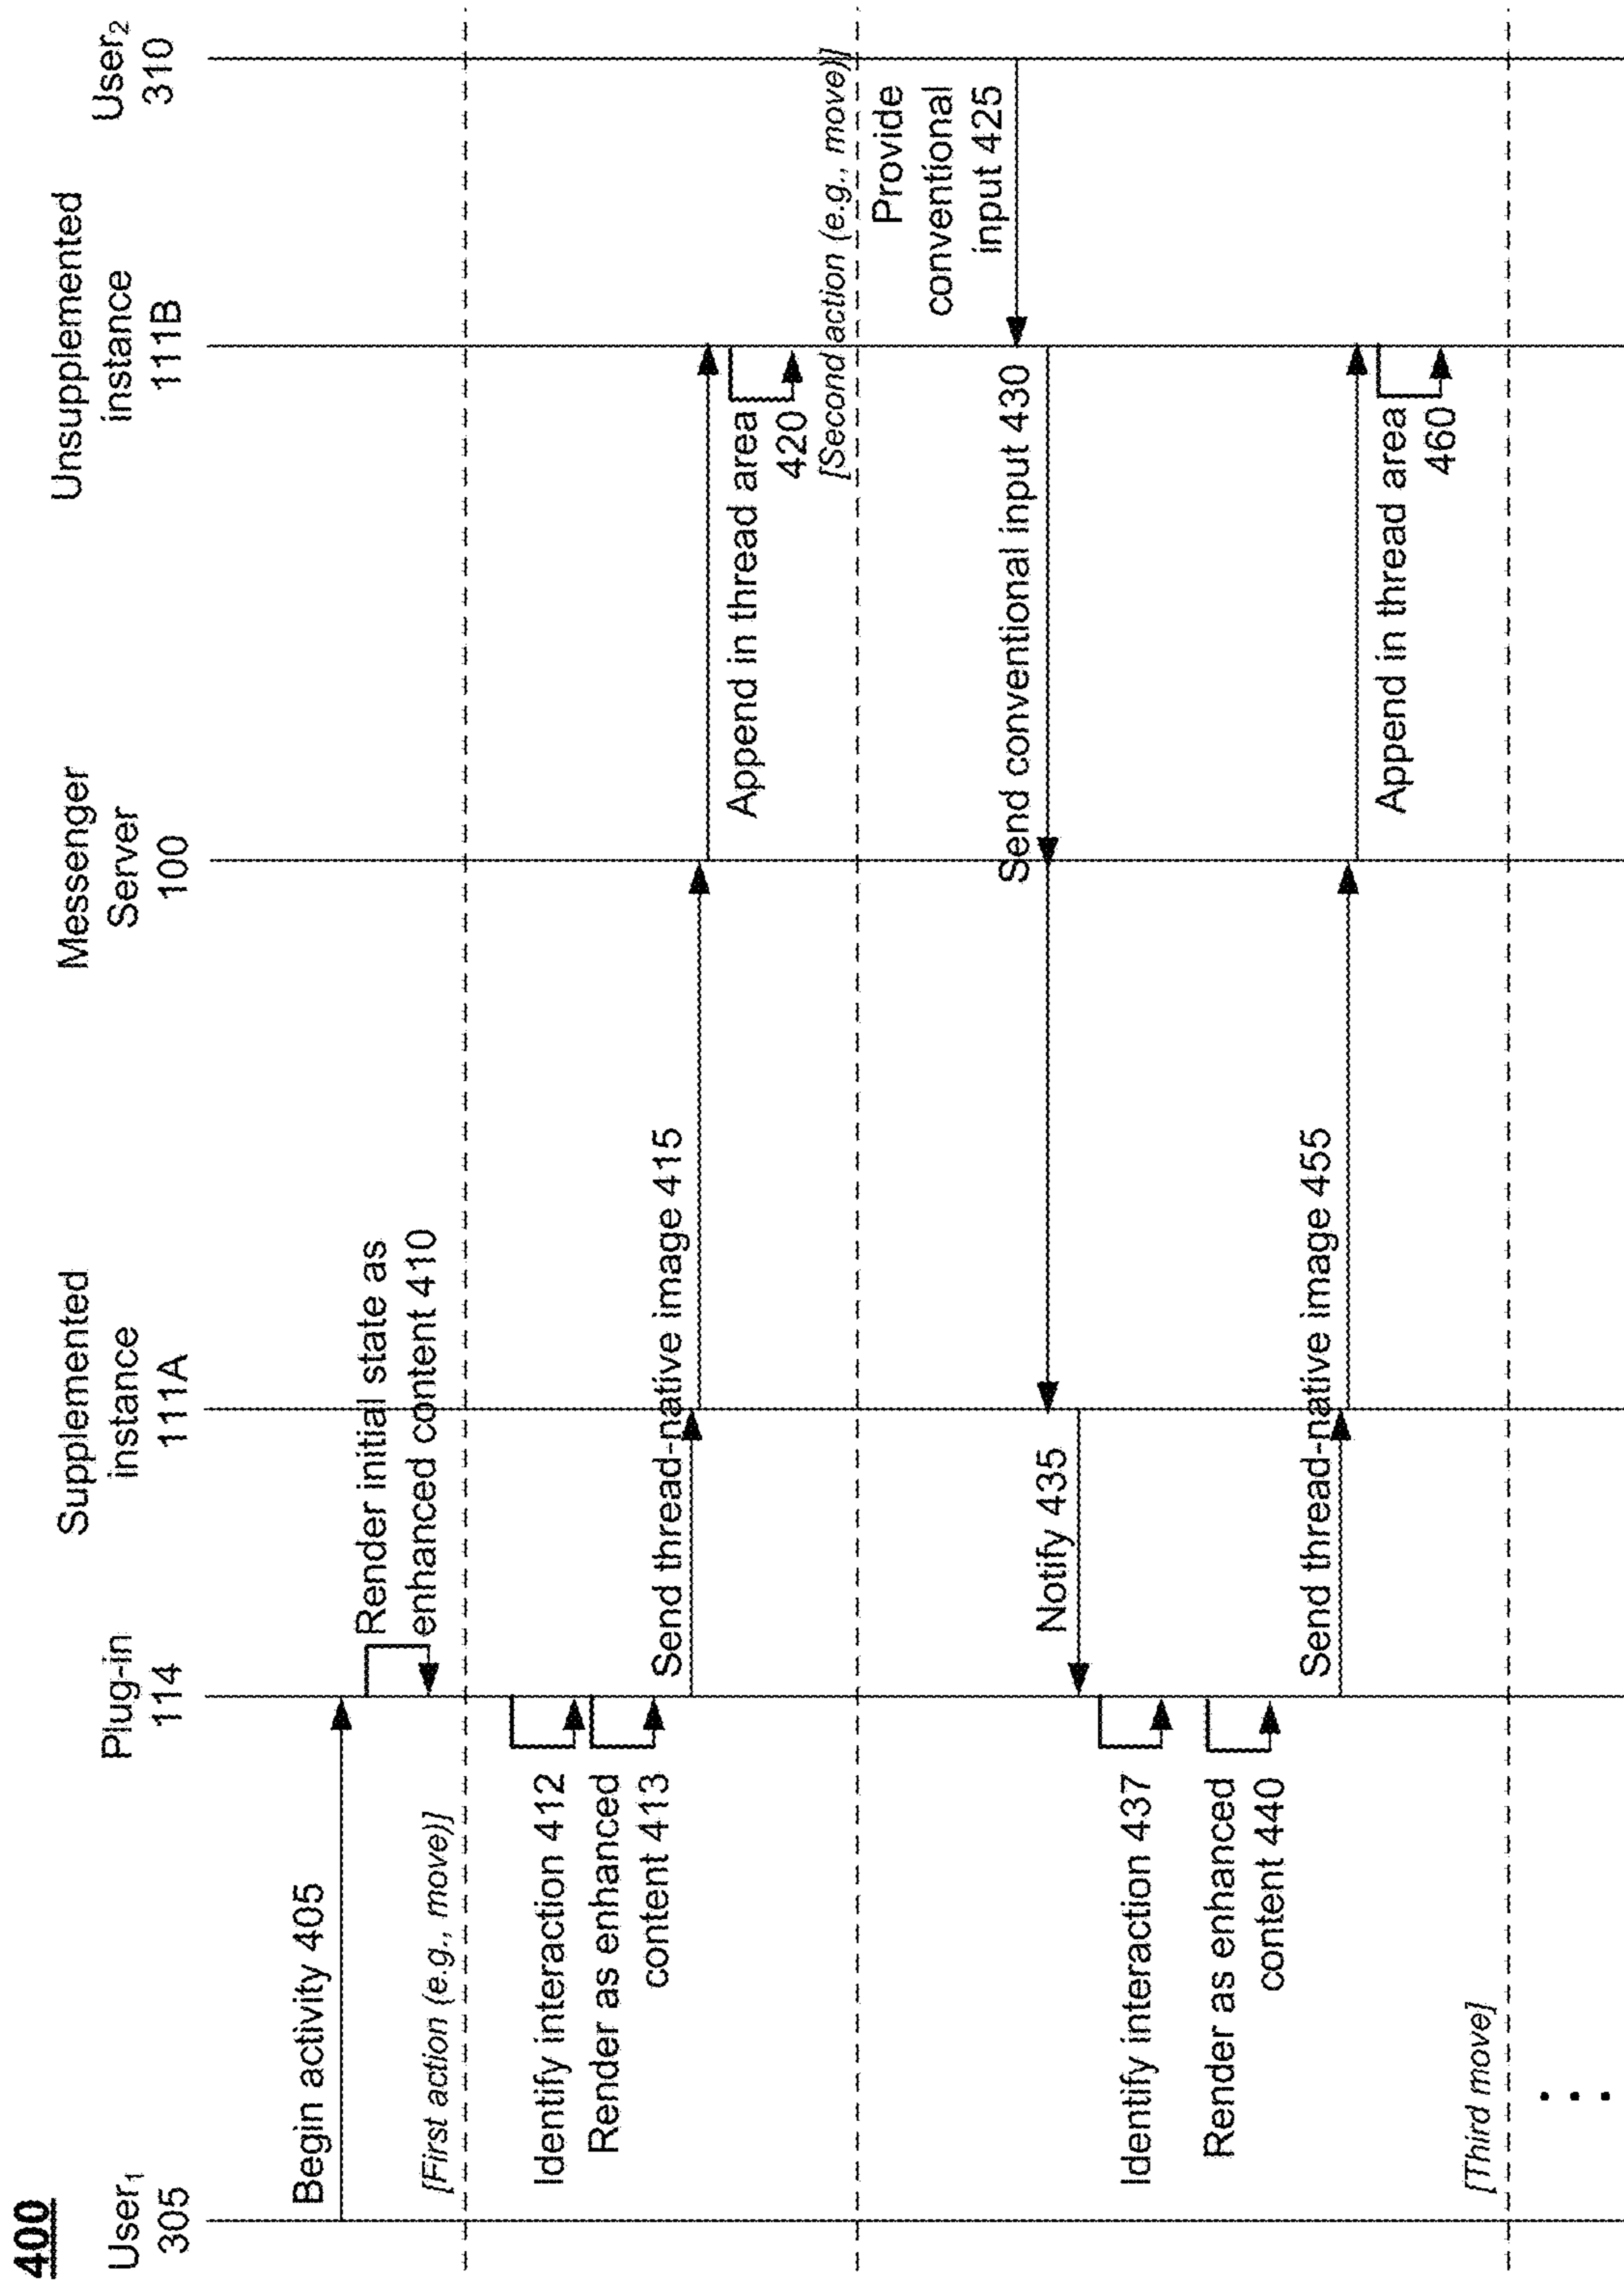 400
User₁
305
Plug-in
114
Supplemented
instance
111A
Messenger
Server
100
Unsupplemented
instance
111B
User₂
310
Begin activity 405
Render initial state as
enhanced content 410
[First action (e.g., move)]
Identify interaction 412
Render as enhanced
content 413
Send thread-native image 415
Append in thread area
420
[Second action (e.g., move)]
Provide
conventional
input 425
Send conventional input 430
Notify 435
Identify interaction 437
Render as enhanced
content 440
Send thread-native image 455
Append in thread area
460
[Third move]